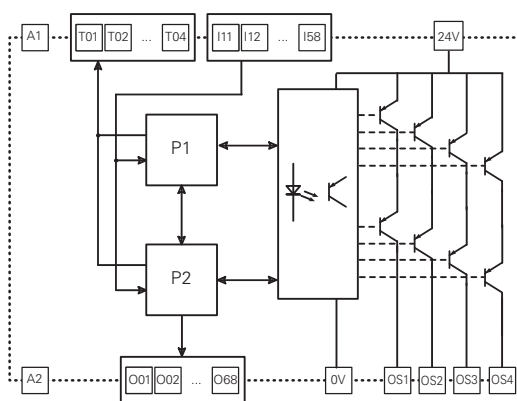 A1 T01 T02 ... T04 I11 I12 ... I58 24V
P1
P2
A2 O01 O02 ... O68 0V OS1 OS2 OS3 OS4